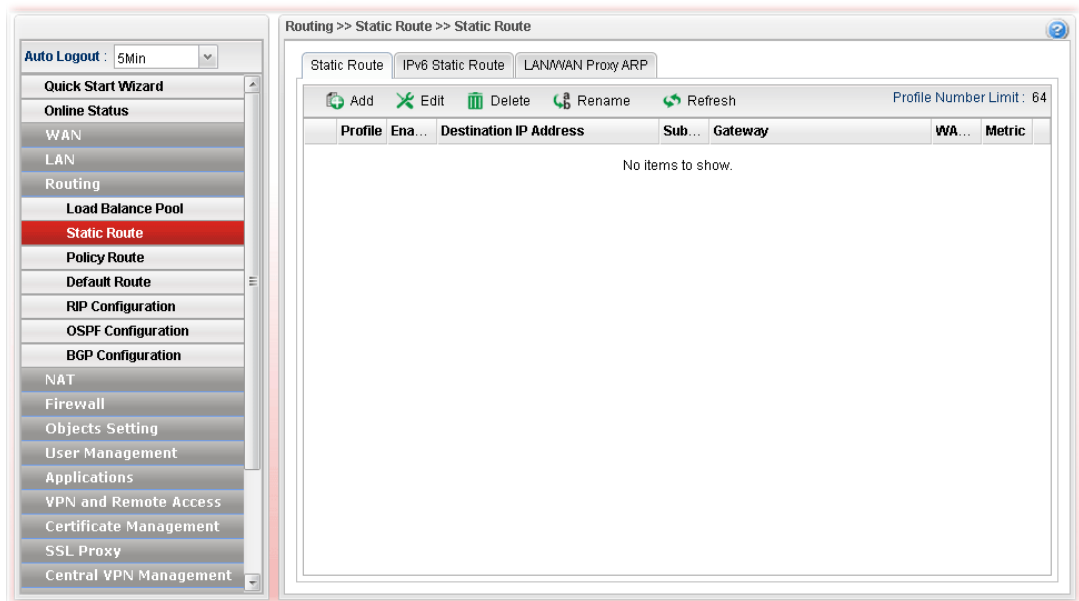 Routing >> Static Route >> Static Route
Auto Logout : 5Min
Quick Start Wizard
Online Status
WAN
LAN
Routing
Load Balance Pool
Static Route
Policy Route
Default Route
RIP Configuration
OSPF Configuration
BGP Configuration
NAT
Firewall
Objects Setting
User Management
Applications
VPN and Remote Access
Certificate Management
SSL Proxy
Central VPN Management
Static Route IPv6 Static Route LAN/WAN Proxy ARP
Add Edit Delete Rename Refresh Profile Number Limit : 64
Profile Ena... Destination IP Address Sub... Gateway WA... Metric
No items to show.